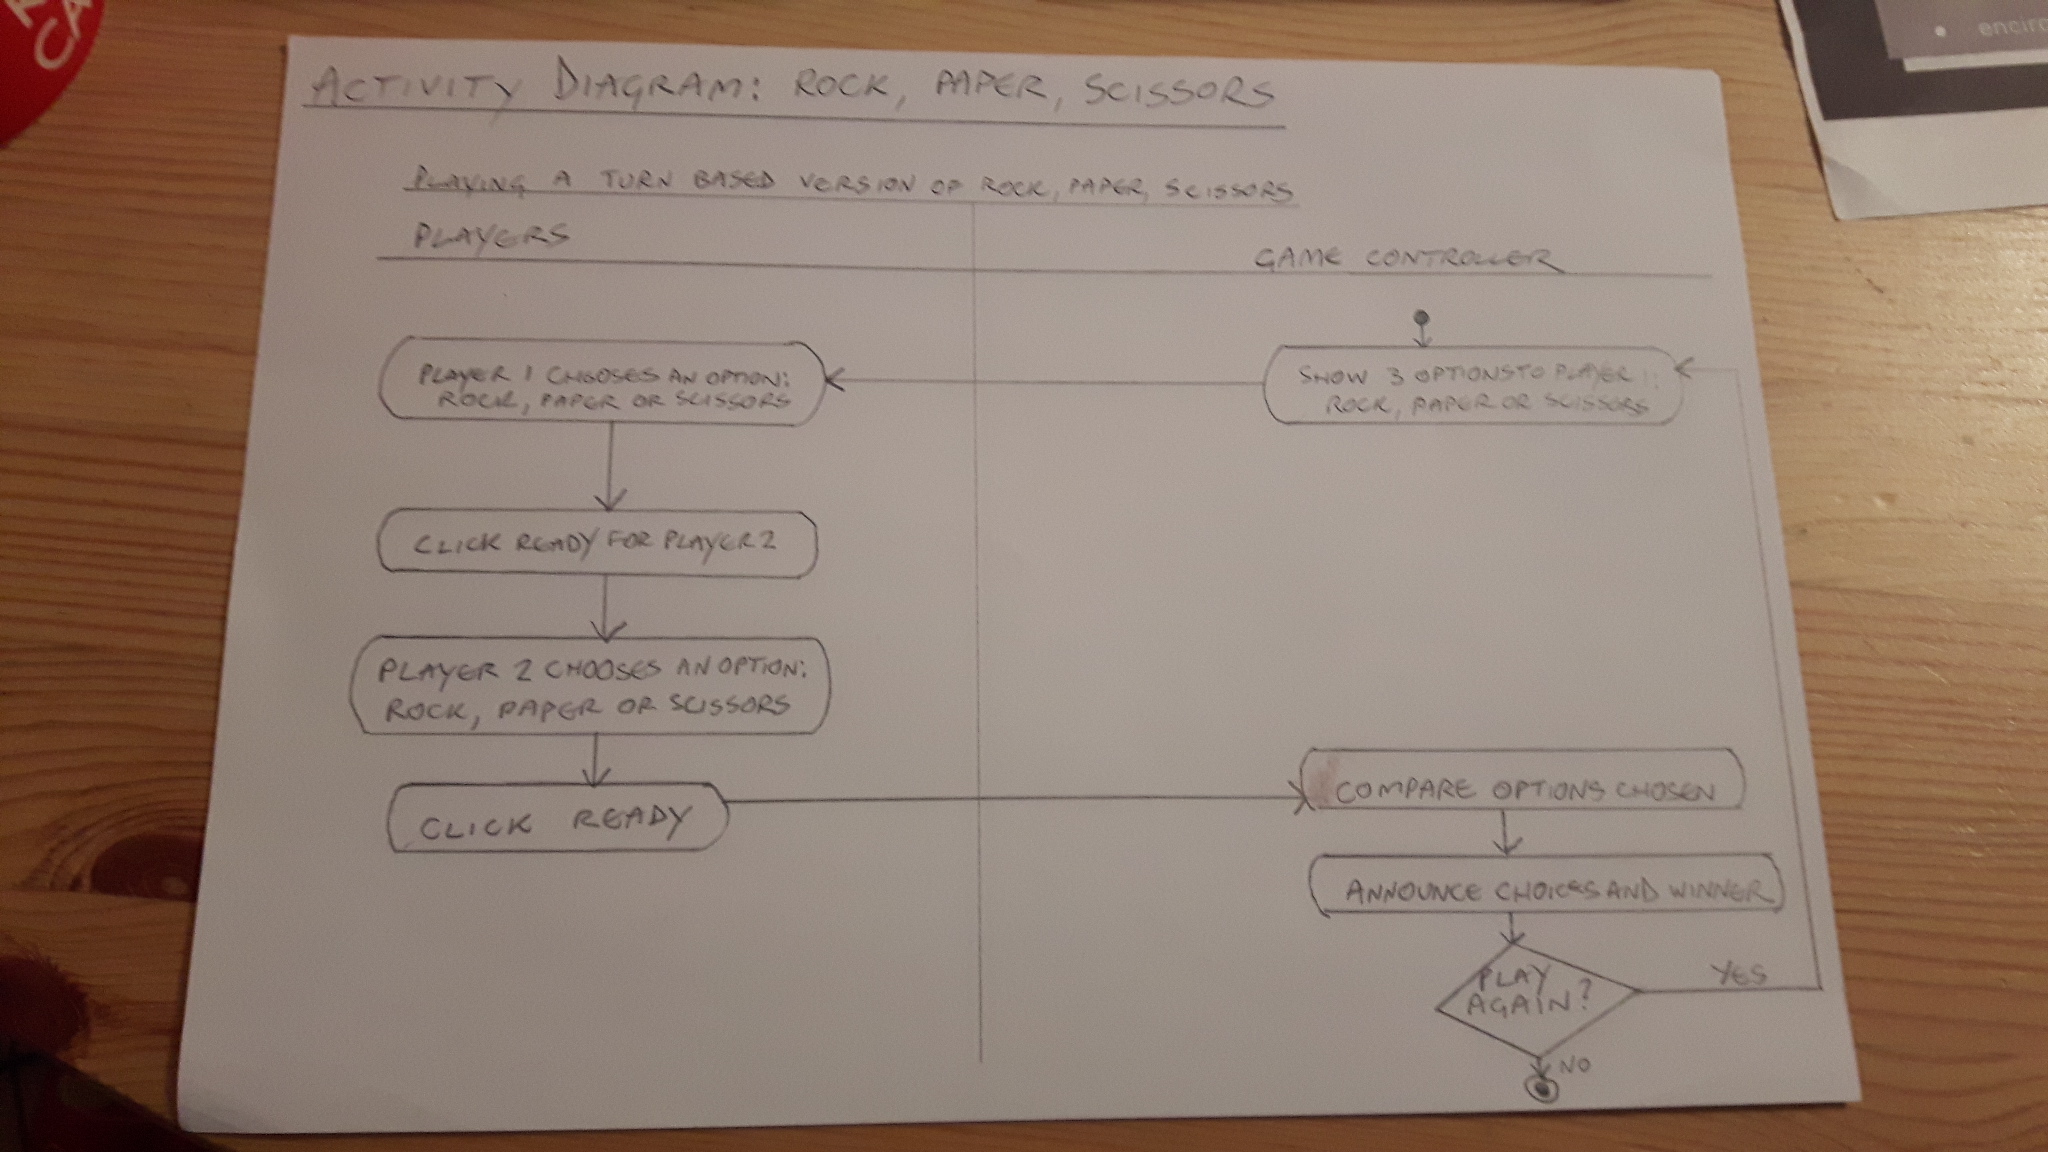 ACTIVITY DIAGRAM: ROCK, PAPER, SCISSORS
PLAYING A TURN BASED VERSION OF ROCK, PAPER, SCISSORS
PLAYERS
GAME CONTROLLER
PLAYER 1 CHOOSES AN OPTION:
ROCK, PAPER OR SCISSORS
SHOW 3 OPTIONS TO PLAYER 1:
ROCK, PAPER OR SCISSORS
CLICK READY FOR PLAYER 2
PLAYER 2 CHOOSES AN OPTION:
ROCK, PAPER OR SCISSORS
CLICK READY
COMPARE OPTIONS CHOSEN
ANNOUNCE CHOICES AND WINNER
PLAY
AGAIN?
YES
NO